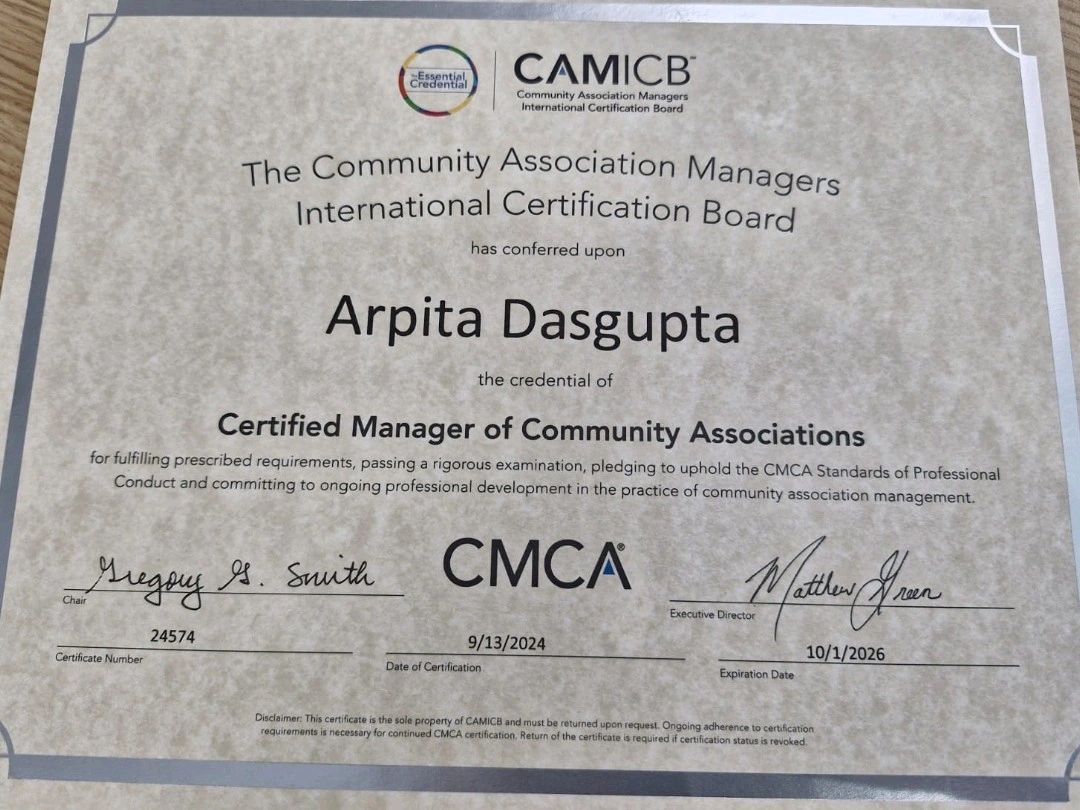 The Essential
Credential
CAMICB™
Community Association Managers
International Certification Board
The Community Association Managers
International Certification Board
has conferred upon
Arpita Dasgupta
the credential of
Certified Manager of Community Associations
for fulfilling prescribed requirements, passing a rigorous examination, pledging to uphold the CMCA Standards of Professional
Conduct and committing to ongoing professional development in the practice of community association management.
Gregory G. Smith
Chair
CMCA®
Matthew Green
Executive Director
24574
Certificate Number
9/13/2024
Date of Certification
10/1/2026
Expiration Date
Disclaimer: This certificate is the sole property of CAMICB and must be returned upon request. Ongoing adherence to certification
requirements is necessary for continued CMCA certification. Return of the certificate is required if certification status is revoked.